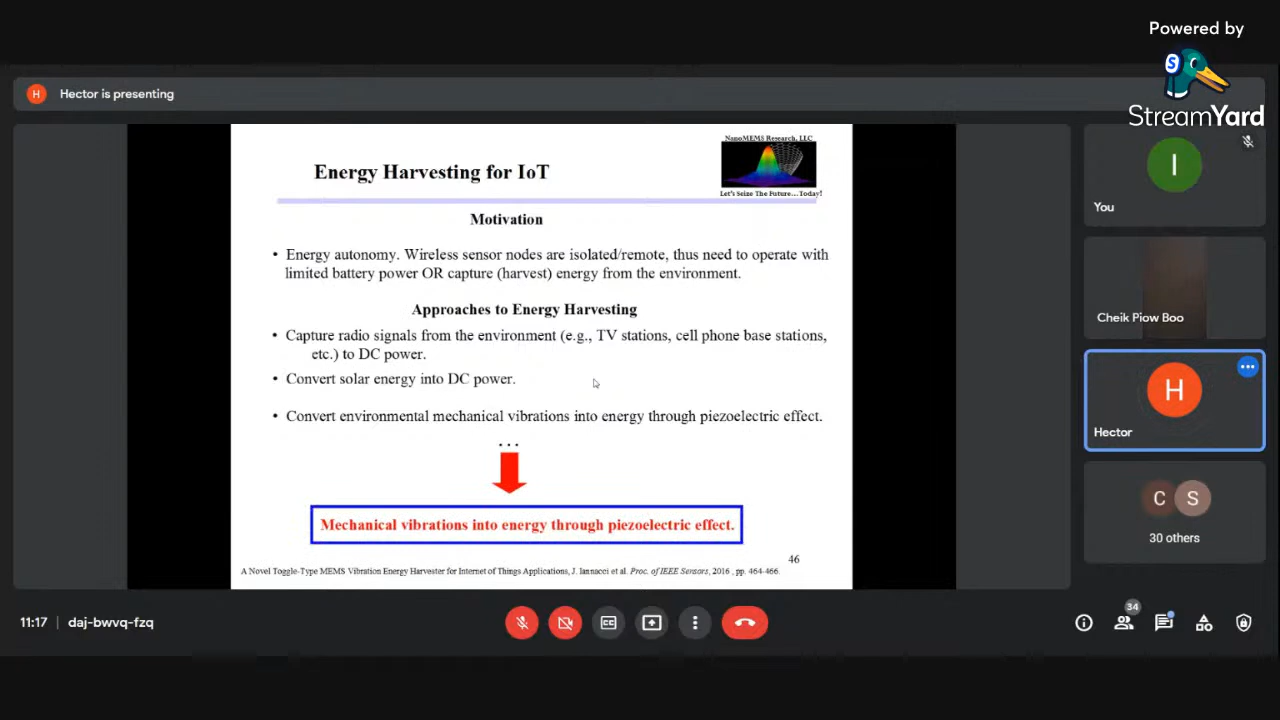 Powered by
StreamYard
H
Hector is presenting
NanoMEMS Research, LLC
Let's Seize The Future...Today!
Energy Harvesting for IoT
Motivation
• Energy autonomy. Wireless sensor nodes are isolated/remote, thus need to operate with
limited battery power OR capture (harvest) energy from the environment.
Approaches to Energy Harvesting
• Capture radio signals from the environment (e.g., TV stations, cell phone base stations,
etc.) to DC power.
• Convert solar energy into DC power.
• Convert environmental mechanical vibrations into energy through piezoelectric effect.
...
Mechanical vibrations into energy through piezoelectric effect.
46
A Novel Toggle-Type MEMS Vibration Energy Harvester for Internet of Things Applications, J. Iannacci et al. Proc. of IEEE Sensors, 2016 , pp. 464-466.
I
You
Cheik Piow Boo
H
Hector
C S
30 others
11:17 | daj-bwvq-fzq
CC
34